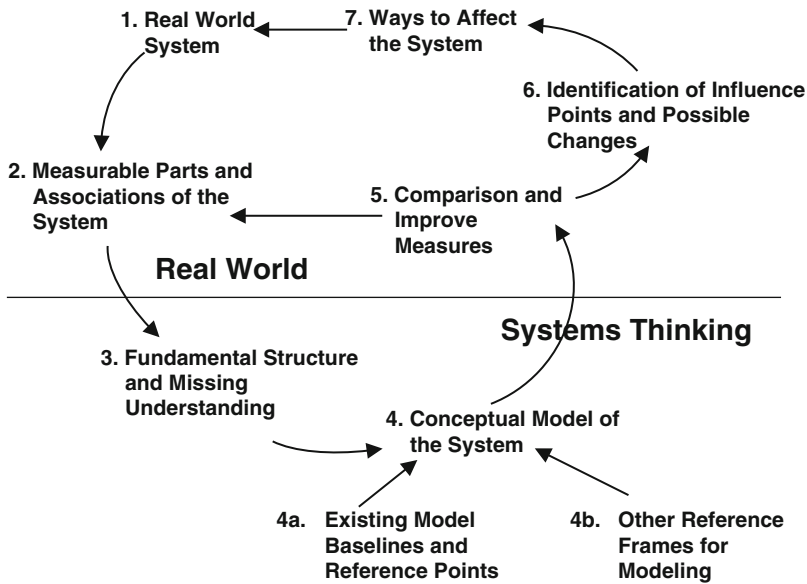 1. Real World
System
7. Ways to Affect
the System
6. Identification of Influence
Points and Possible
Changes
2. Measurable Parts and
Associations of the
System
5. Comparison and
Improve
Measures
Real World
Systems Thinking
3. Fundamental Structure
and Missing
Understanding
4. Conceptual Model of
the System
4a. Existing Model
Baselines and
Reference Points
4b. Other Reference
Frames for
Modeling